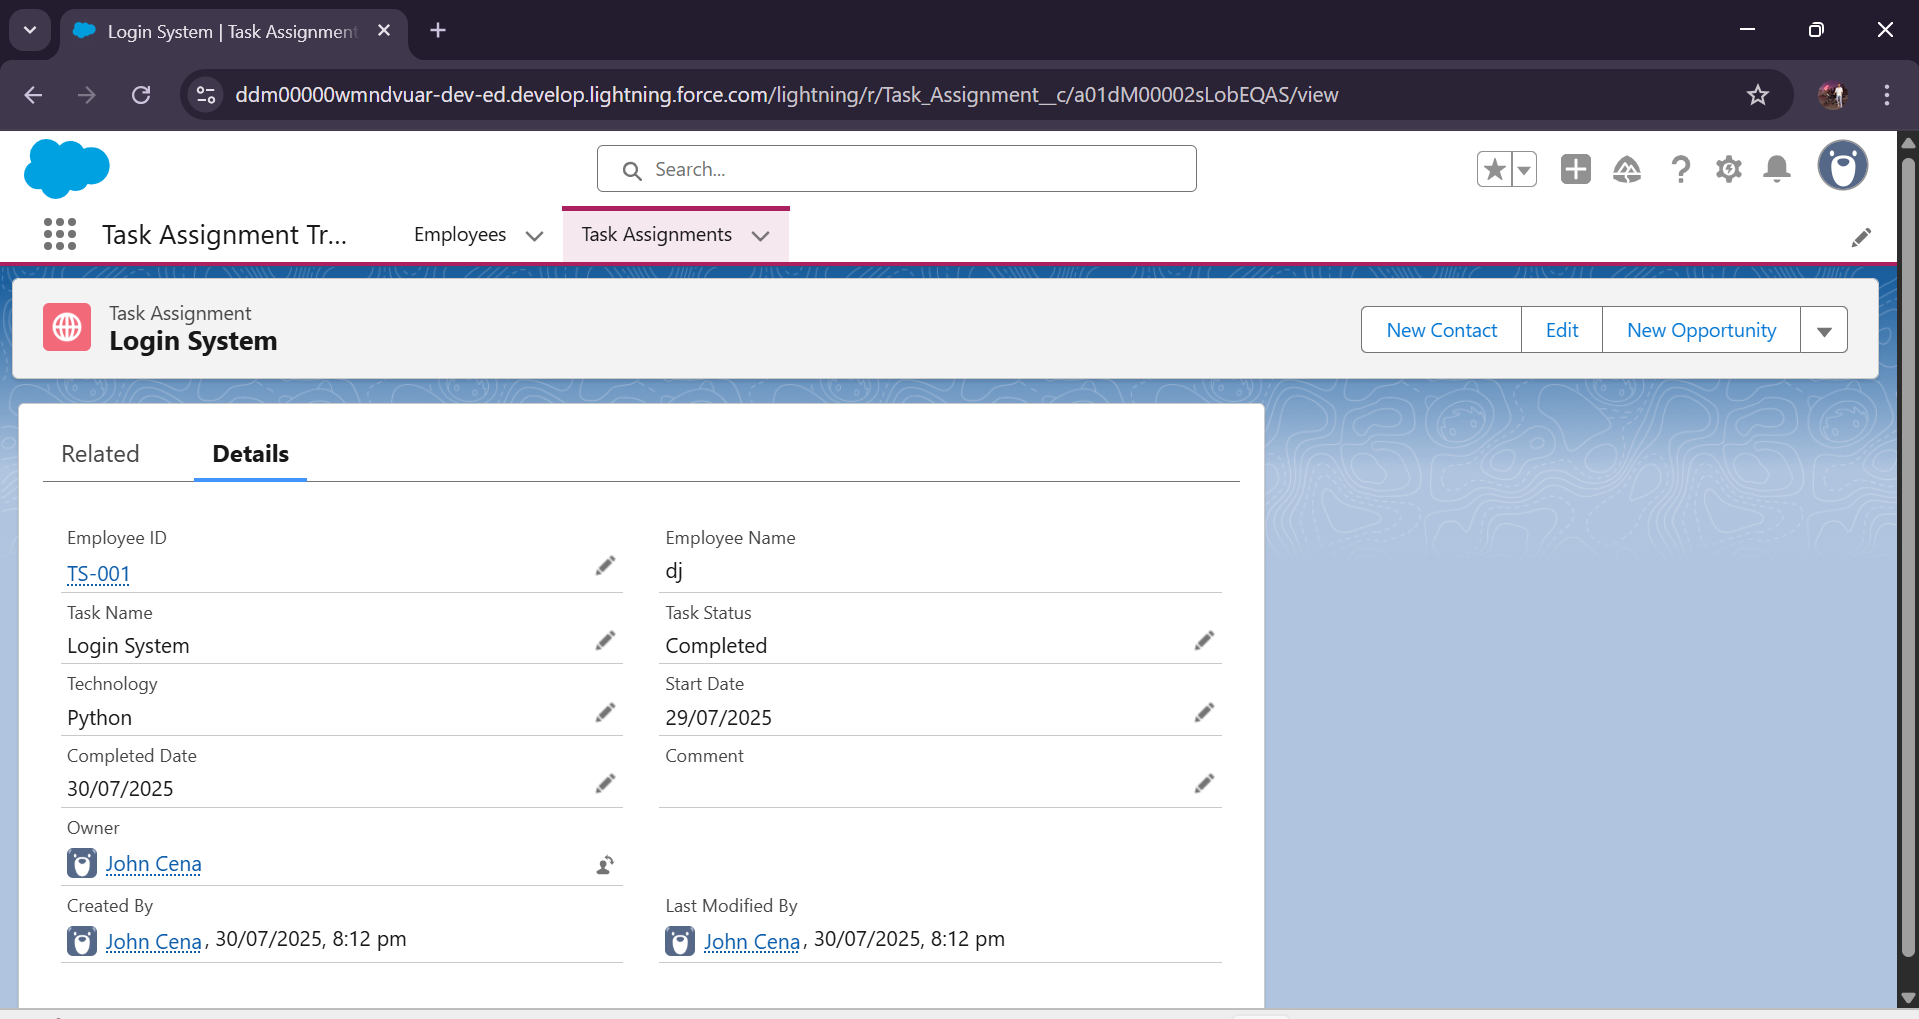 Login System | Task Assignment
ddm00000wmndvuar-dev-ed.develop.lightning.force.com/lightning/r/Task_Assignment__c/a01dM00002sLobEQAS/view
Search...
Task Assignment Tr...
Employees
Task Assignments
Task Assignment
Login System
New Contact
Edit
New Opportunity
Related
Details
Employee ID
TS-001
Employee Name
dj
Task Name
Login System
Task Status
Completed
Technology
Python
Start Date
29/07/2025
Completed Date
30/07/2025
Comment
Owner
John Cena
Created By
John Cena, 30/07/2025, 8:12 pm
Last Modified By
John Cena, 30/07/2025, 8:12 pm